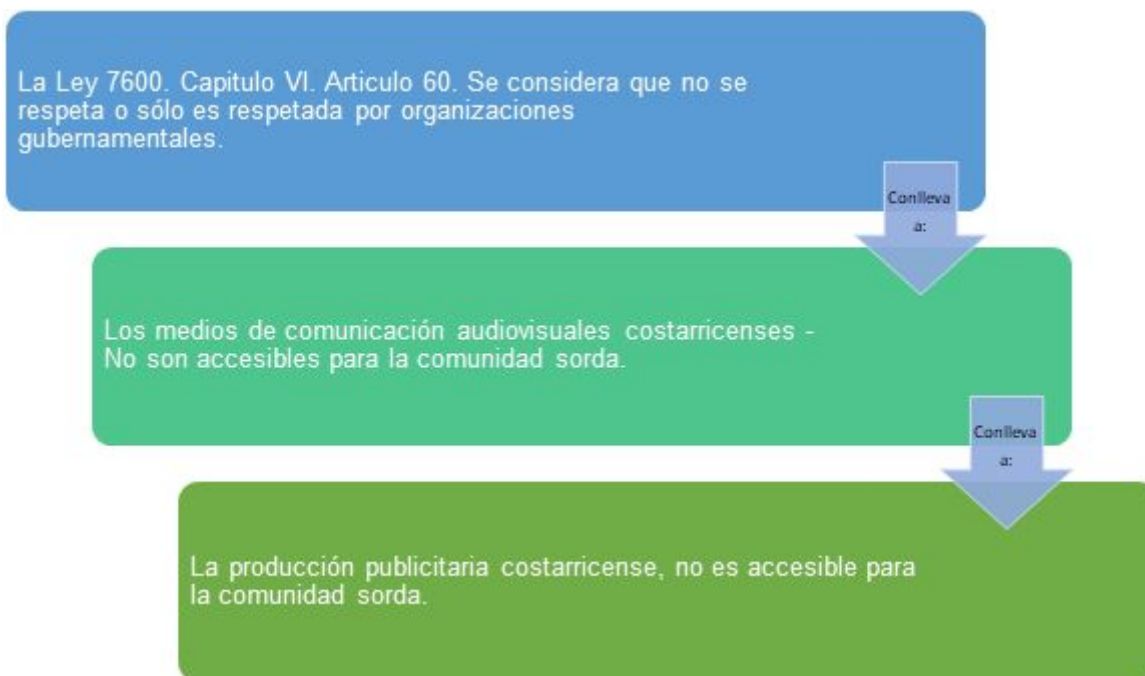 La Ley 7600. Capitulo VI. Articulo 60. Se considera que no se
respeta o sólo es respetada por organizaciones
gubernamentales.
Conlleva
a:
Los medios de comunicación audiovisuales costarricenses -
No son accesibles para la comunidad sorda.
Conlleva
a:
La producción publicitaria costarricense, no es accesible para
la comunidad sorda.